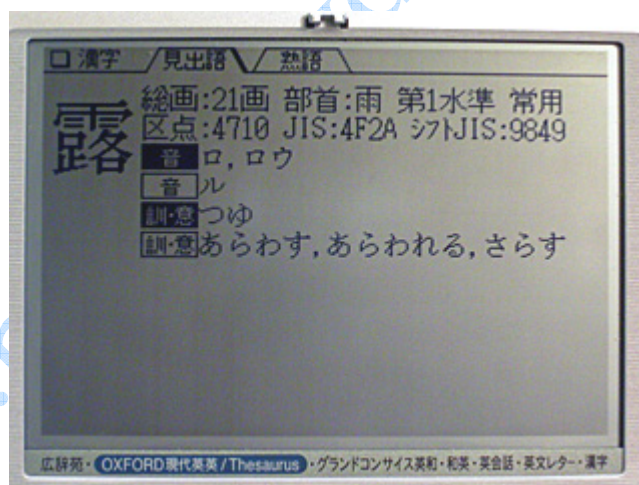 漢字 見出語 熟語
露
総画:21画 部首:雨 第1水準 常用
区点:4710 JIS:4F2A シフトJIS:9849
音 ロ,ロウ
音 ル
訓・意 つゆ
訓・意 あらわす,あらわれる,さらす
広辞苑・OXFORD現代英英/Thesaurus・グランドコンサイス英和・和英・英会話・英文レター・漢字